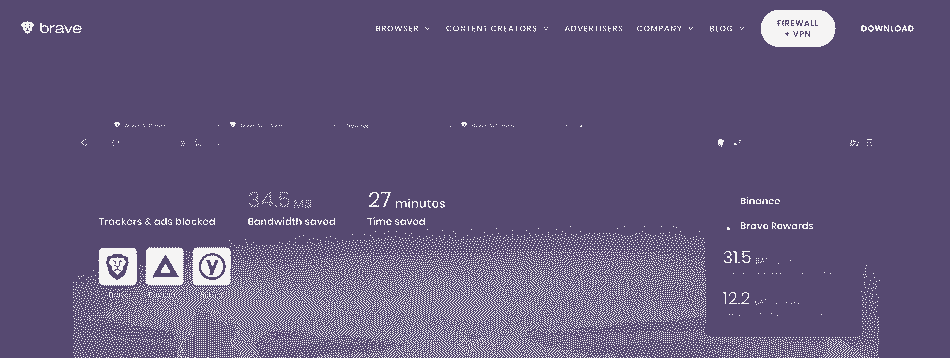 brave
BROWSER
CONTENT CREATORS
ADVERTISERS
COMPANY
BLOG
FIREWALL
+ VPN
DOWNLOAD
34.5 MB
27 minutes
Trackers & ads blocked
Bandwidth saved
Time saved
Binance
Brave Rewards
31.5 BAT
12.2